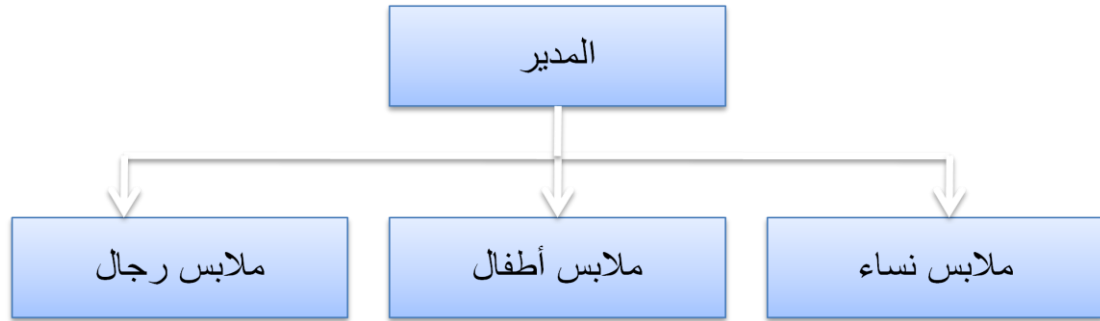 المدير
ملابس نساء
ملابس أطفال
ملابس رجال